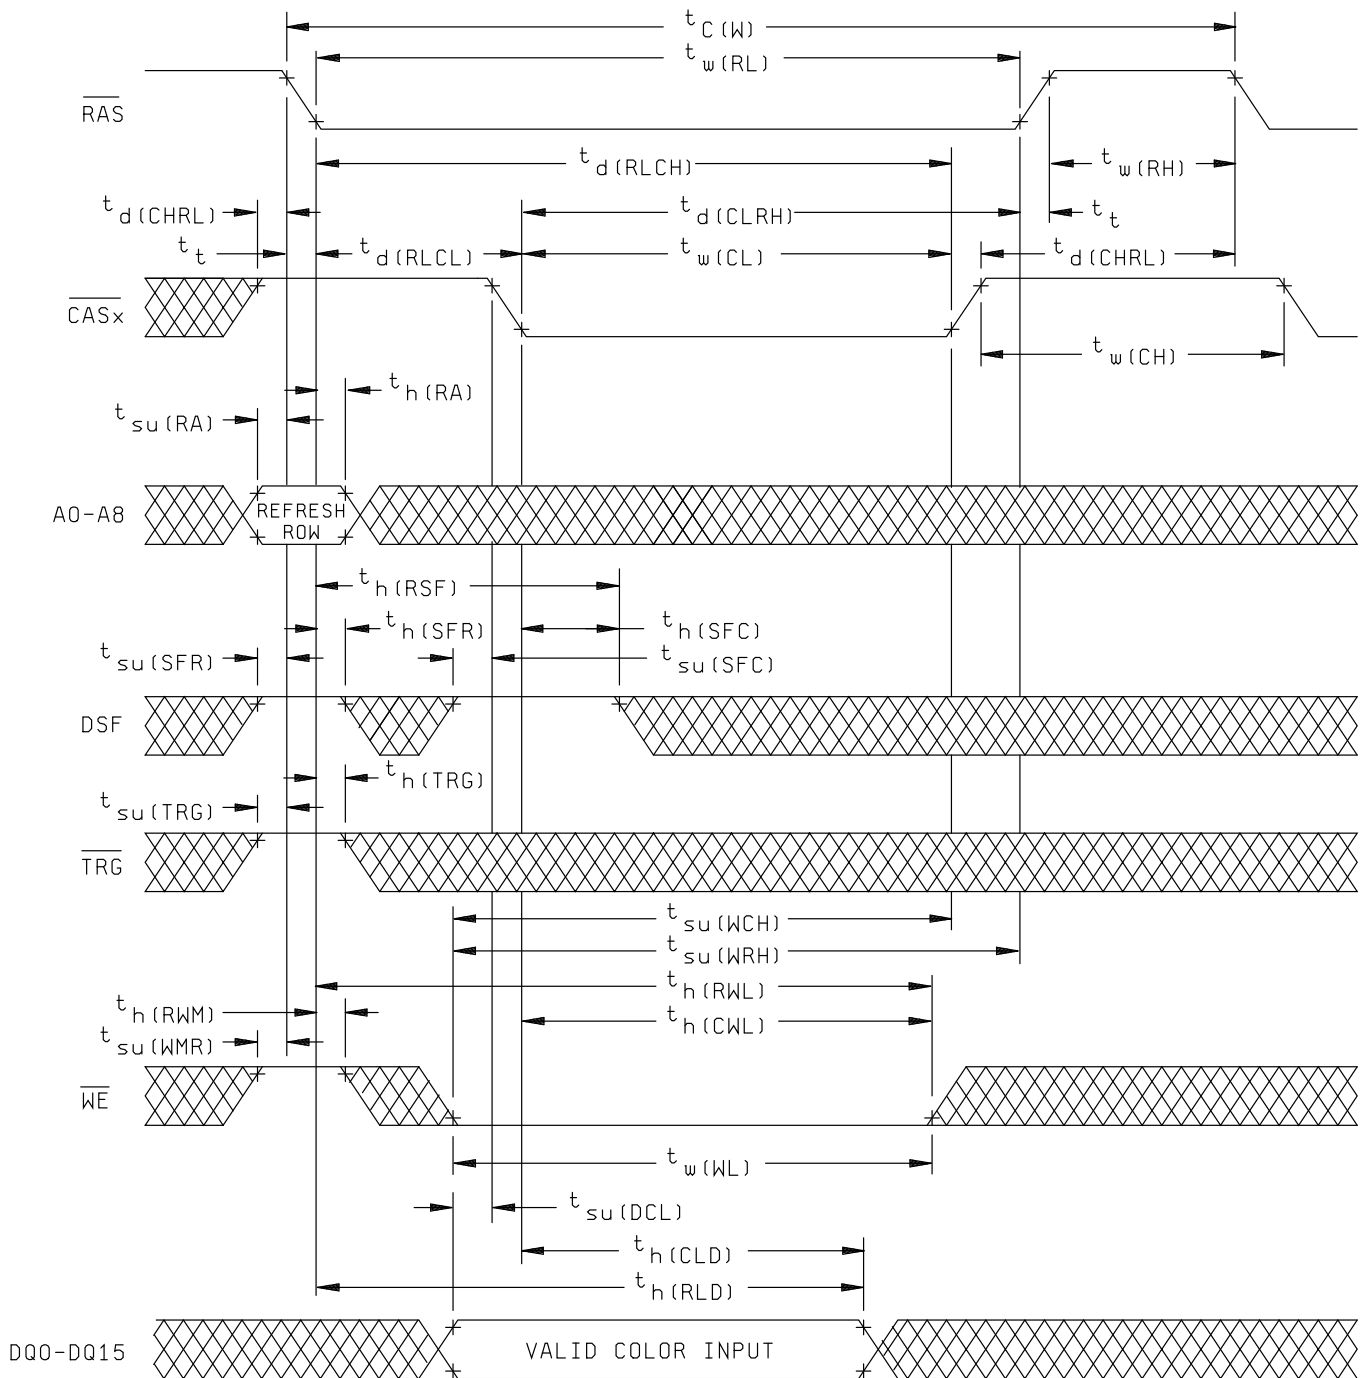 t C(W)
t w(RL)
RAS
t d(RLCH)
t w(RH)
t d(CHRL)
t d(CLRH)
t t
t t
t d(RLCL)
t w(CL)
t d(CHRL)
CASx
t w(CH)
t h(RA)
t su(RA)
A0-A8
REFRESH
ROW
t h(RSF)
t h(SFR)
t h(SFC)
t su(SFR)
t su(SFC)
DSF
t h(TRG)
t su(TRG)
TRG
t su(WCH)
t su(WRH)
t h(RWL)
t h(RWM)
t h(CWL)
t su(WMR)
WE
t w(WL)
t su(DCL)
t h(CLD)
t h(RLD)
DQ0-DQ15
VALID COLOR INPUT